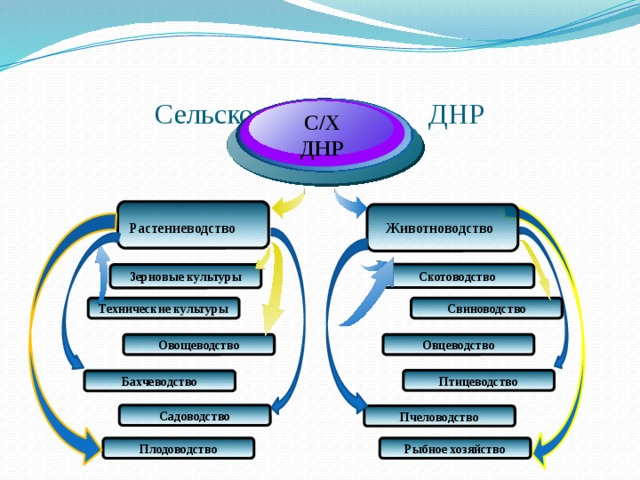 Сельско ДНР
С/Х
ДНР
Растениеводство
Животноводство
Зерновые культуры
Скотоводство
Технические культуры
Свиноводство
Овощеводство
Овцеводство
Бахчеводство
Птицеводство
Садоводство
Пчеловодство
Плодоводство
Рыбное хозяйство